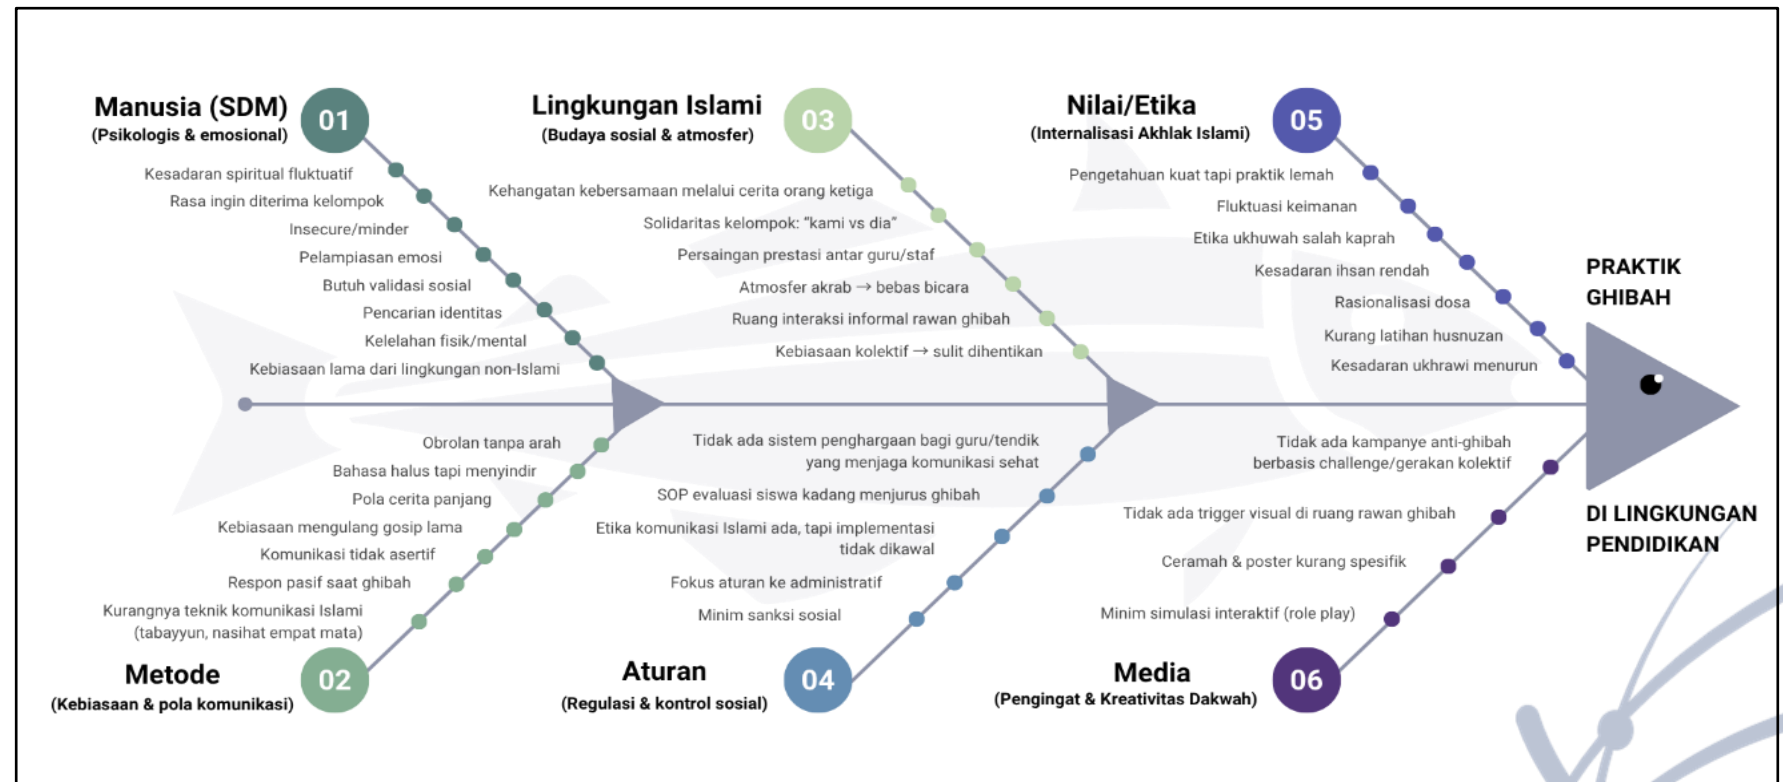 Manusia (SDM)
(Psikologis & emosional)
01
Kesadaran spiritual fluktuatif
Rasa ingin diterima kelompok
Insecure/minder
Pelampiasan emosi
Butuh validasi sosial
Pencarian identitas
Kelelahan fisik/mental
Kebiasaan lama dari lingkungan non-Islami
Lingkungan Islami
(Budaya sosial & atmosfer)
03
Kehangatan kebersamaan melalui cerita orang ketiga
Solidaritas kelompok: “kami vs dia”
Persaingan prestasi antar guru/staf
Atmosfer akrab → bebas bicara
Ruang interaksi informal rawan ghibah
Kebiasaan kolektif → sulit dihentikan
Nilai/Etika
(Internalisasi Akhlak Islami)
05
Pengetahuan kuat tapi praktik lemah
Fluktuasi keimanan
Etika ukhuwah salah kaprah
Kesadaran ihsan rendah
Rasionalisasi dosa
Kurang latihan husnuzan
Kesadaran ukhrawi menurun
PRAKTIK
GHIBAH
DI LINGKUNGAN
PENDIDIKAN
Obrolan tanpa arah
Bahasa halus tapi menyindir
Pola cerita panjang
Kebiasaan mengulang gosip lama
Komunikasi tidak asertif
Respon pasif saat ghibah
Kurangnya teknik komunikasi Islami
(tabayyun, nasihat empat mata)
Metode
(Kebiasaan & pola komunikasi)
02
Tidak ada sistem penghargaan bagi guru/tendik
yang menjaga komunikasi sehat
SOP evaluasi siswa kadang menjurus ghibah
Etika komunikasi Islami ada, tapi implementasi
tidak dikawal
Fokus aturan ke administratif
Minim sanksi sosial
Aturan
(Regulasi & kontrol sosial)
04
Tidak ada kampanye anti-ghibah
berbasis challenge/gerakan kolektif
Tidak ada trigger visual di ruang rawan ghibah
Ceramah & poster kurang spesifik
Minim simulasi interaktif (role play)
Media
(Pengingat & Kreativitas Dakwah)
06